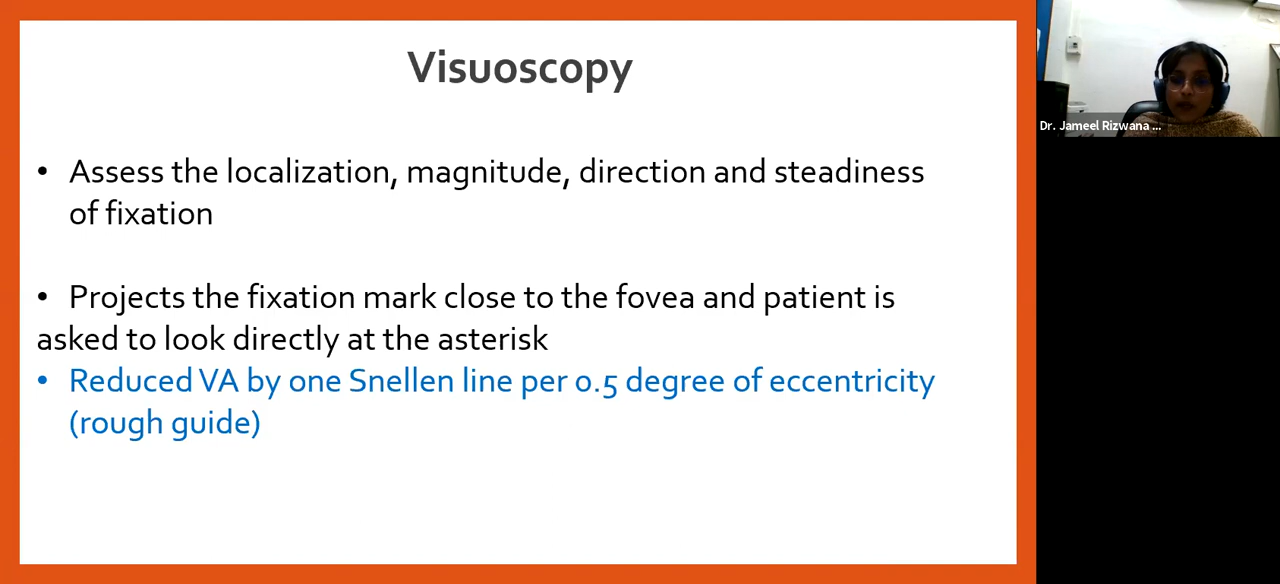 Visuoscopy
• Assess the localization, magnitude, direction and steadiness
of fixation
• Projects the fixation mark close to the fovea and patient is
asked to look directly at the asterisk
• Reduced VA by one Snellen line per 0.5 degree of eccentricity
(rough guide)
Dr. Jameel Rizwana ...